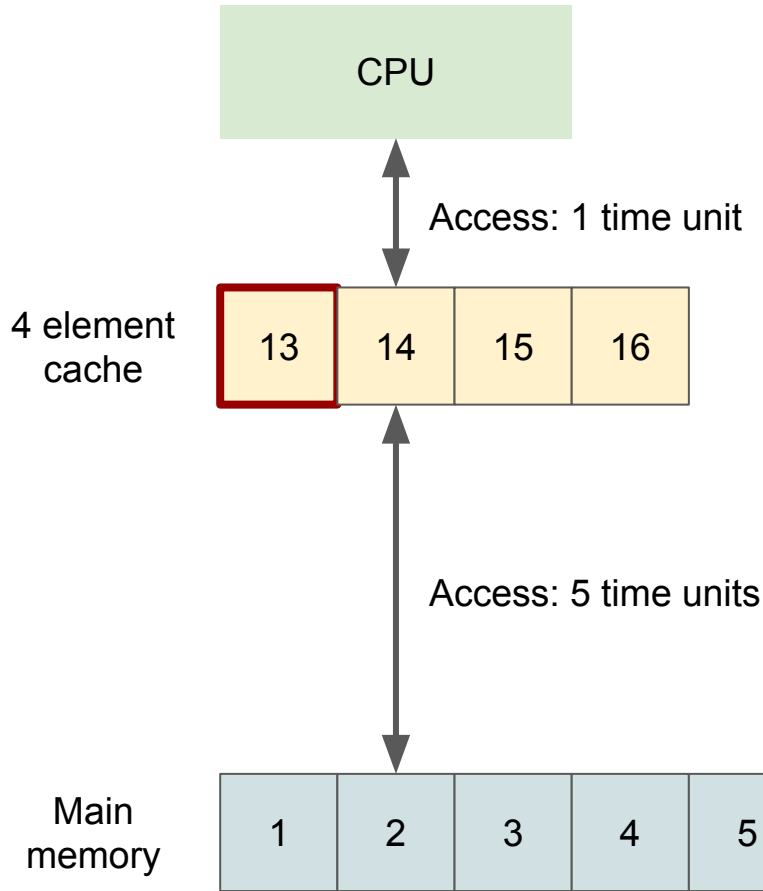 CPU
Access: 1 time unit
4 element
cache
13 14 15 16
Access: 5 time units
Main
memory
1 2 3 4 5